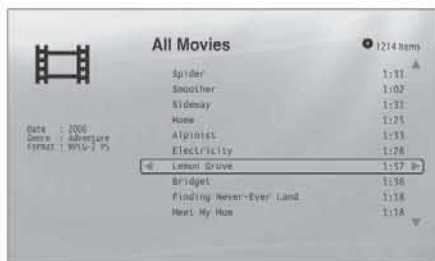 All Movies
1214 Items
Spider 1:31
Smoother 1:02
Sideway 1:31
Home 1:25
Alpinist 1:33
Electricity 1:28
Lemon Grove 1:57
Bridget 1:36
Finding Never-Ever Land 1:18
Meet My Mom 1:18
Date : 2006
Genre : Adventure
Format : MPEG-2 PS